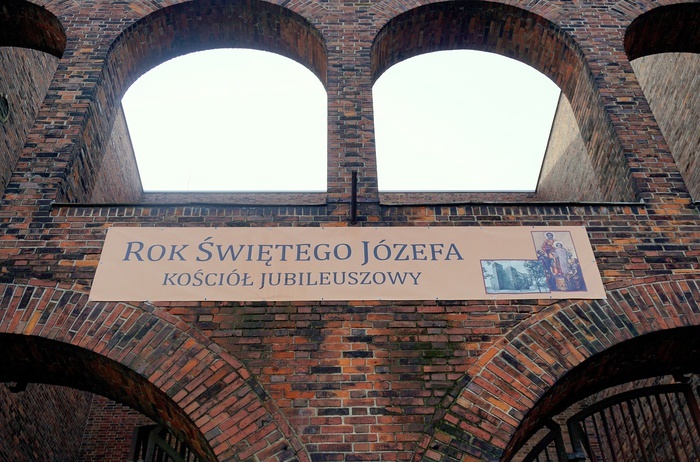 Rok Świętego Józefa
kościół jubileuszowy